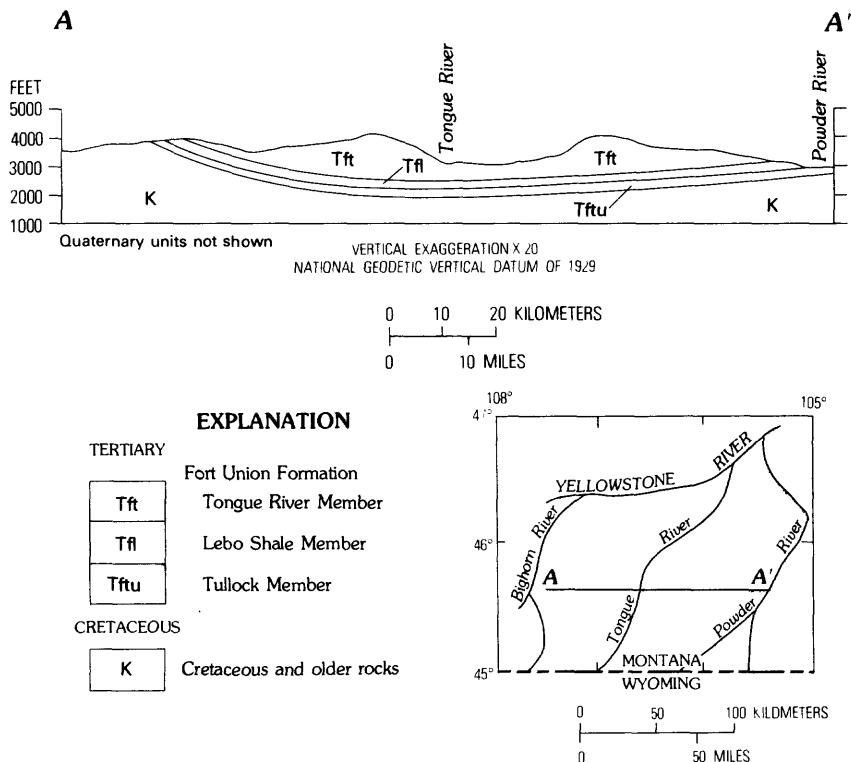 A A'
Tongue River
Powder River
FEET
5000
4000
3000
2000
1000
Tft Tfl Tft
K Tftu K
Quaternary units not shown
VERTICAL EXAGGERATION X 20
NATIONAL GEODETIC VERTICAL DATUM OF 1929
0 10 20 KILOMETERS
0 10 MILES
EXPLANATION
TERTIARY
Fort Union Formation
Tft Tongue River Member
Tfl Lebo Shale Member
Tftu Tullock Member
CRETACEOUS
K Cretaceous and older rocks
108° 105°
47°
YELLOWSTONE RIVER
Bighorn River
River
River
46°
A A'
Tongue
Powder
MONTANA
45°
WYOMING
0 50 100 KILDMETERS
0 50 MILES